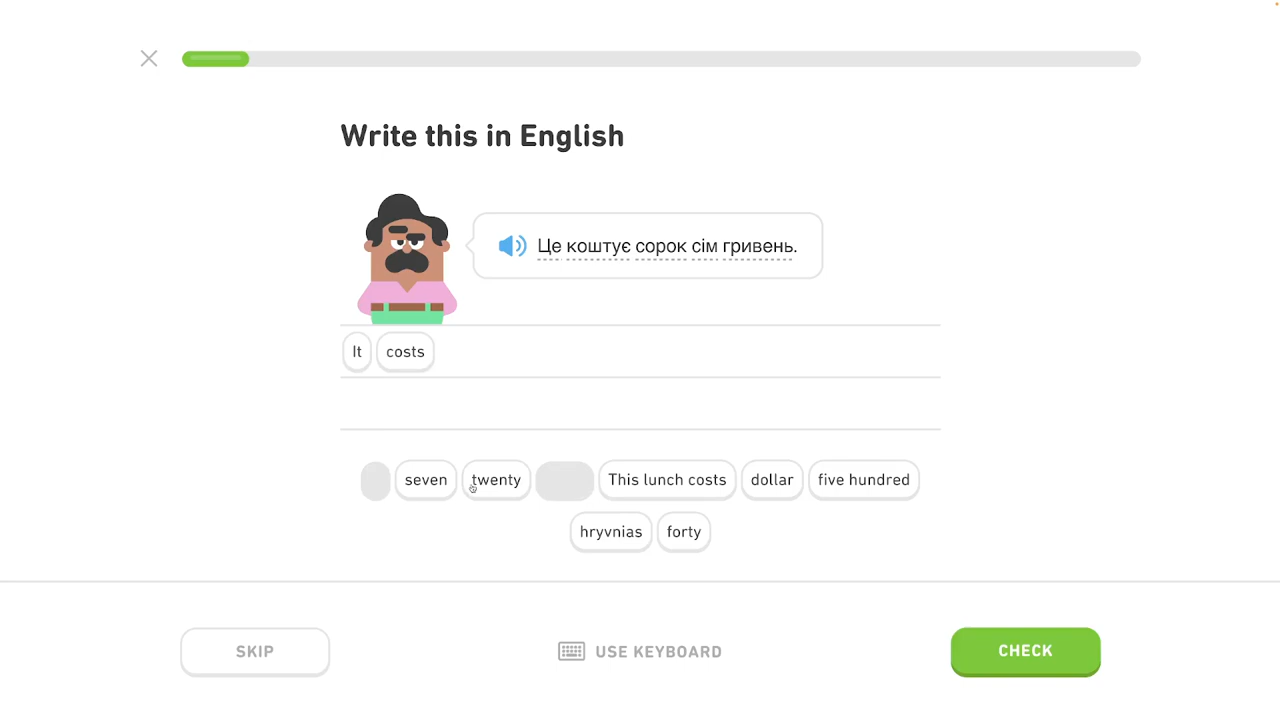 Write this in English
Це коштує сорок сім гривень.
It costs
seven twenty This lunch costs dollar five hundred
hryvnias forty
SKIP USE KEYBOARD CHECK